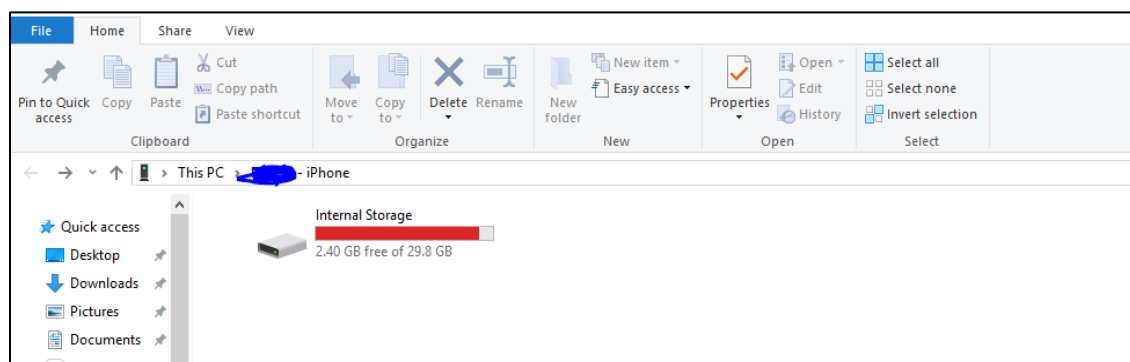 File Home Share View
Pin to Quick access
Copy
Paste
Cut
Copy path
Paste shortcut
Clipboard
Move to
Copy to
Delete
Rename
Organize
New folder
New item
Easy access
New
Properties
Open
Edit
History
Open
Select all
Select none
Invert selection
Select
This PC - iPhone
Quick access
Desktop
Downloads
Pictures
Documents
Internal Storage
2.40 GB free of 29.8 GB